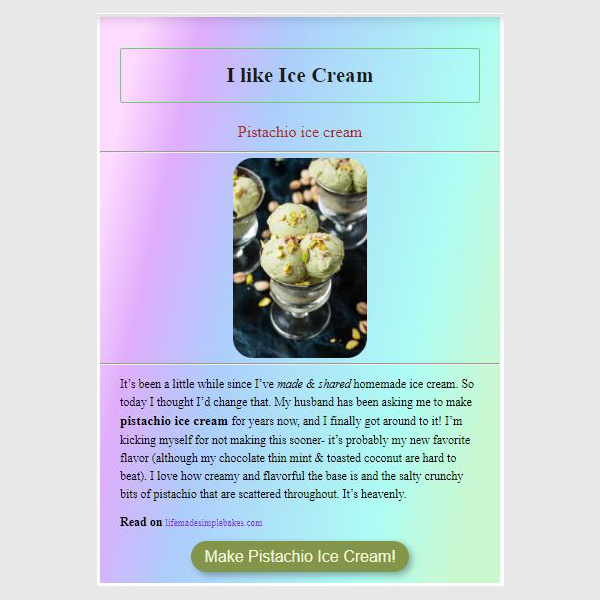 I like Ice Cream
Pistachio ice cream
It’s been a little while since I’ve made & shared homemade ice cream. So
today I thought I’d change that. My husband has been asking me to make
pistachio ice cream for years now, and I finally got around to it! I’m
kicking myself for not making this sooner- it’s probably my new favorite
flavor (although my chocolate thin mint & toasted coconut are hard to
beat). I love how creamy and flavorful the base is and the salty crunchy
bits of pistachio that are scattered throughout. It’s heavenly.
Read on lifemadesimplebakes.com
Make Pistachio Ice Cream!